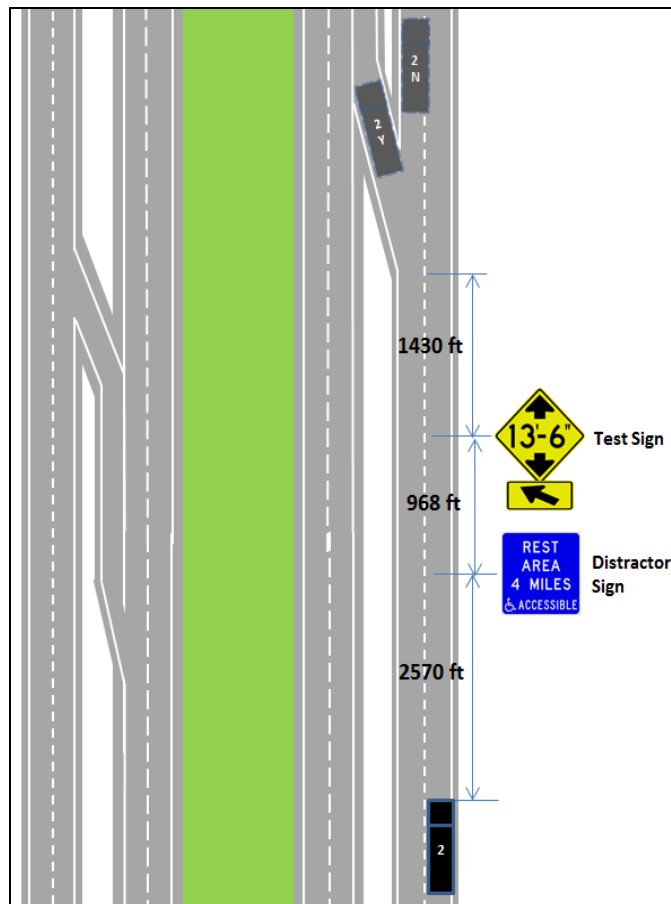 2
N
2
Y
1430 ft
13'-6"
Test Sign
968 ft
REST
AREA
4 MILES
♿ ACCESSIBLE
Distractor
Sign
2570 ft
2